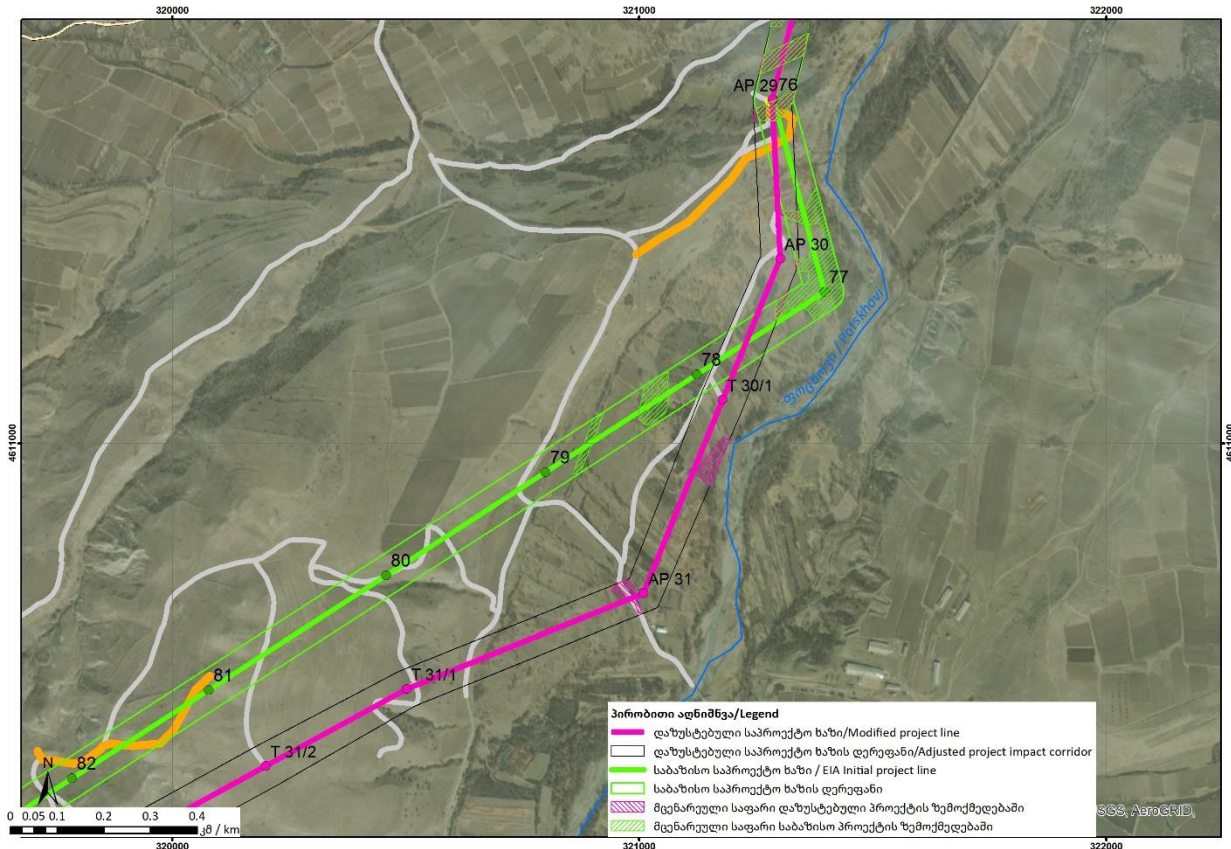 320000
321000
322000
AP 2976
AP 30
77
78
T 30/1
ფოცხოვი / Potskhovi
4611000
4611000
79
80
AP 31
81
T 31/1
T 31/2
82
N
0 0.05 0.1 0.2 0.3 0.4
კმ / km
პირობითი აღნიშვნა/Legend
დაზუსტებული საპროექტო ხაზი/Modified project line
დაზუსტებული საპროექტო ხაზის დერეფანი/Adjusted project impact corridor
საბაზისო საპროექტო ხაზი / EIA Initial project line
საბაზისო საპროექტო ხაზის დერეფანი
მცენარეული საფარი დაზუსტებული პროექტის ზემოქმედებაში
მცენარეული საფარი საბაზისო პროექტის ზემოქმედებაში
SGS, AeroGRID,
320000
321000
322000